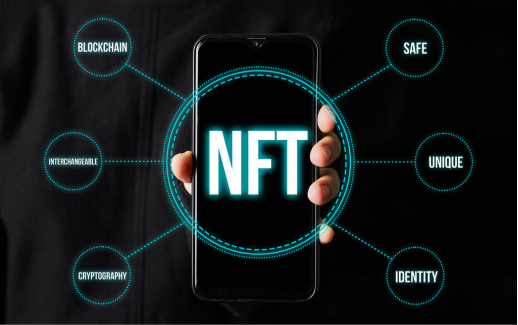 BLOCKCHAIN
SAFE
NFT
INTERCHANGEABLE
UNIQUE
CRYPTOGRAPHY
IDENTITY